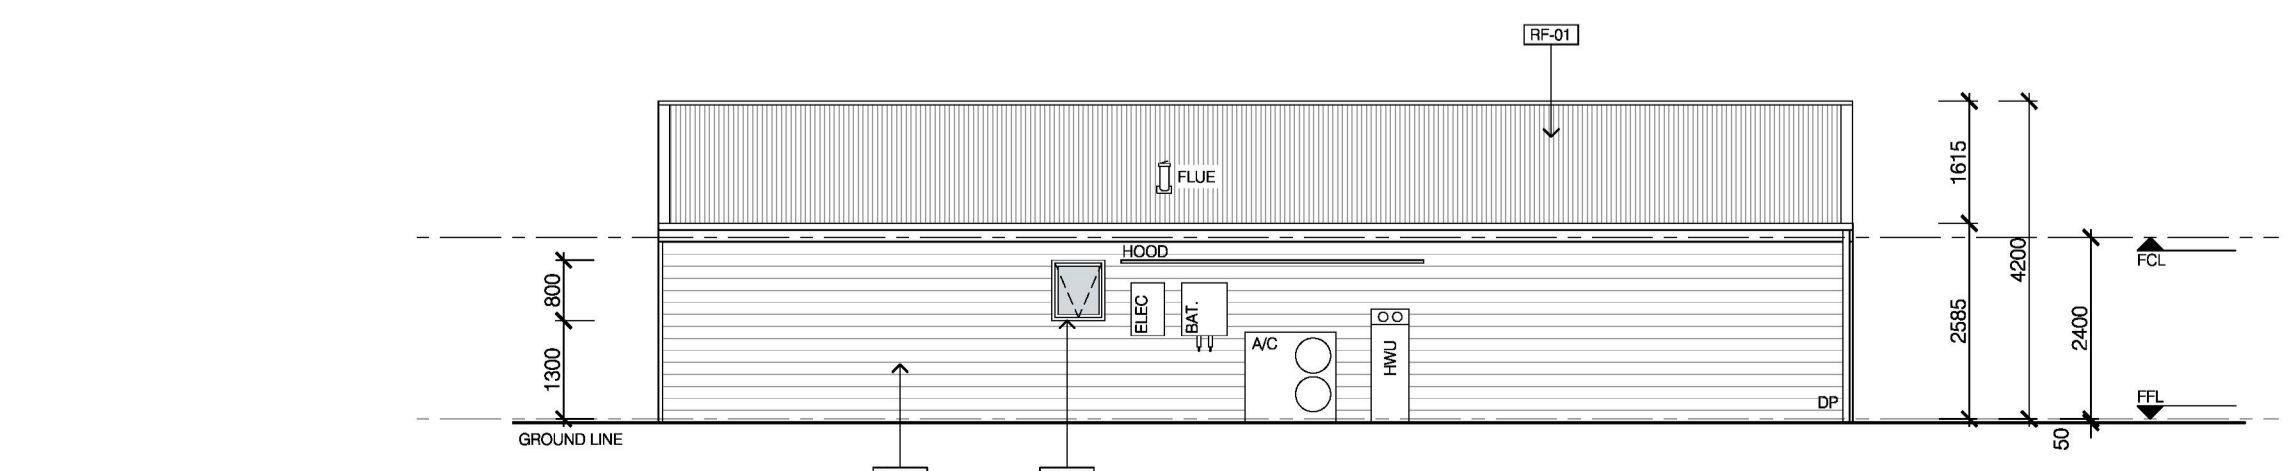 RF-01
FLUE
1615
4200
HOOD
FCL
800
ELEC
BAT.
2585
2400
A/C
HWU
1300
FFL
DP
GROUND LINE
50